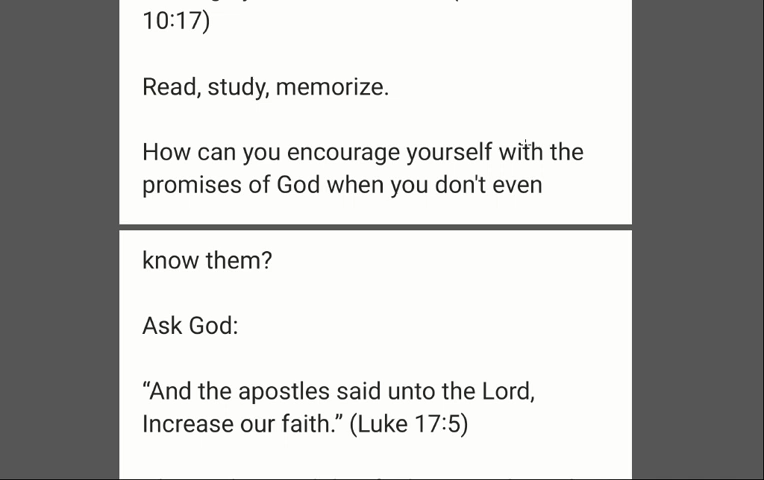 10:17)
Read, study, memorize.
How can you encourage yourself with the
promises of God when you don't even
know them?
Ask God:
“And the apostles said unto the Lord,
Increase our faith.” (Luke 17:5)